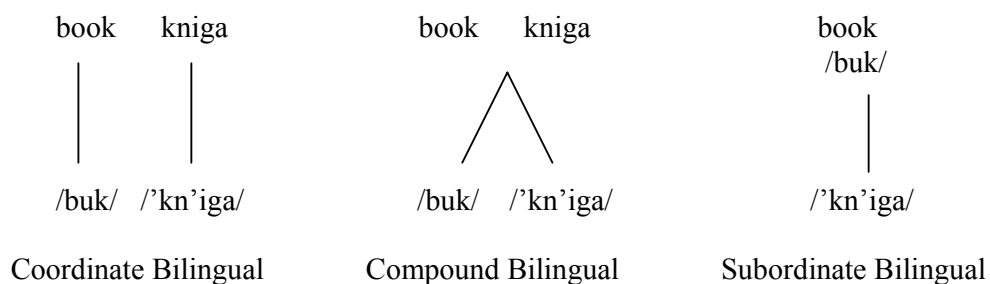 book kniga book kniga book
/buk/
/buk/ /’kn’iga/ /buk/ /’kn’iga/ /’kn’iga/
Coordinate Bilingual Compound Bilingual Subordinate Bilingual